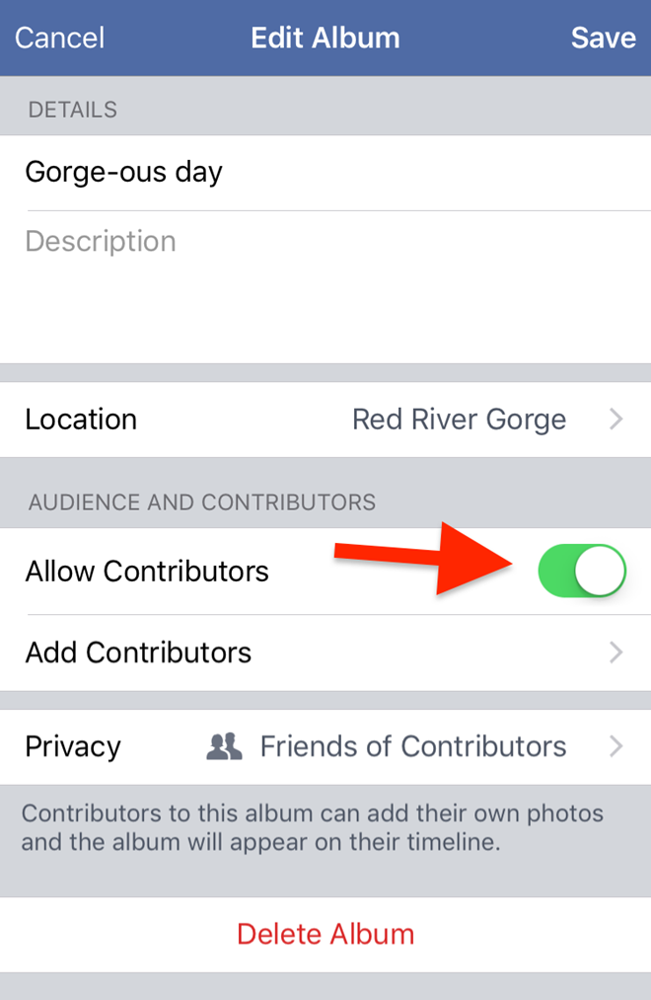 Cancel Edit Album Save
DETAILS
Gorge-ous day
Description
Location Red River Gorge
AUDIENCE AND CONTRIBUTORS
Allow Contributors
Add Contributors
Privacy Friends of Contributors
Contributors to this album can add their own photos
and the album will appear on their timeline.
Delete Album